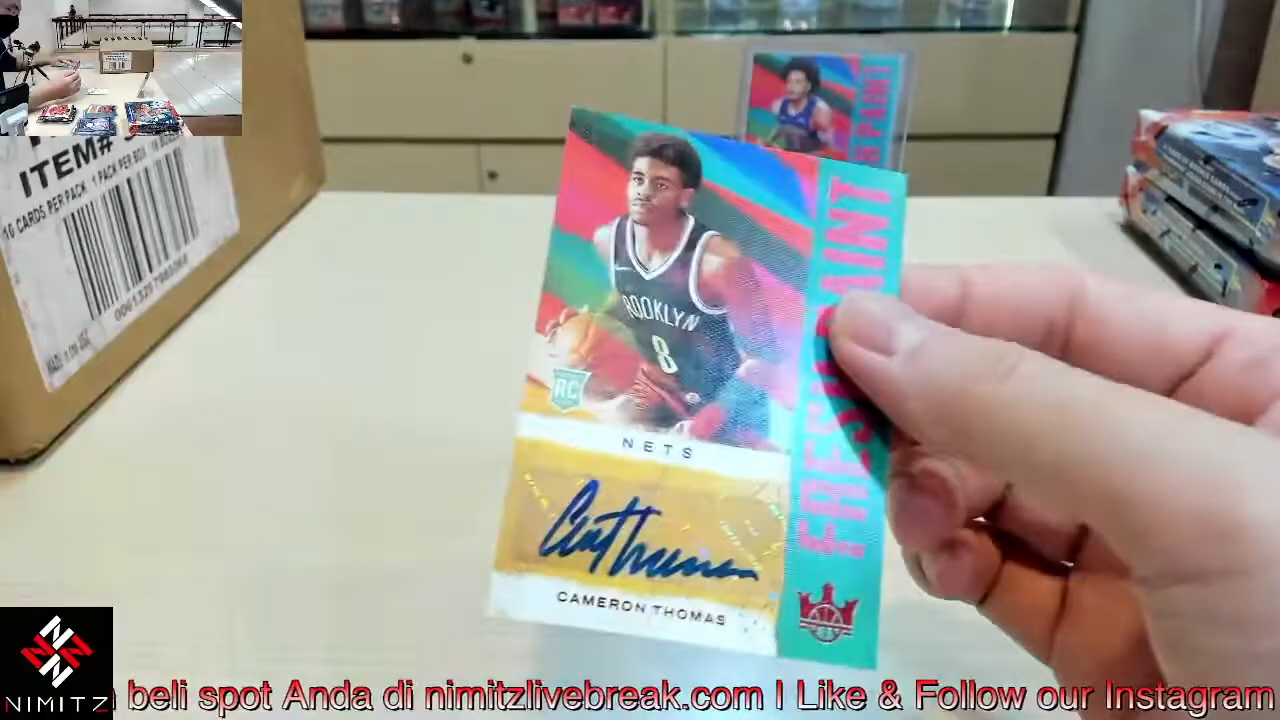 ITEM#
10 CARDS PER PACK 1 PACK PER BOX
RC
BROOKLYN
8
NETS
CAMERON THOMAS
FRESH PAINT
PAINT
NIMITZ
beli spot Anda di nimitzlivebreak.com I Like & Follow our Instagram